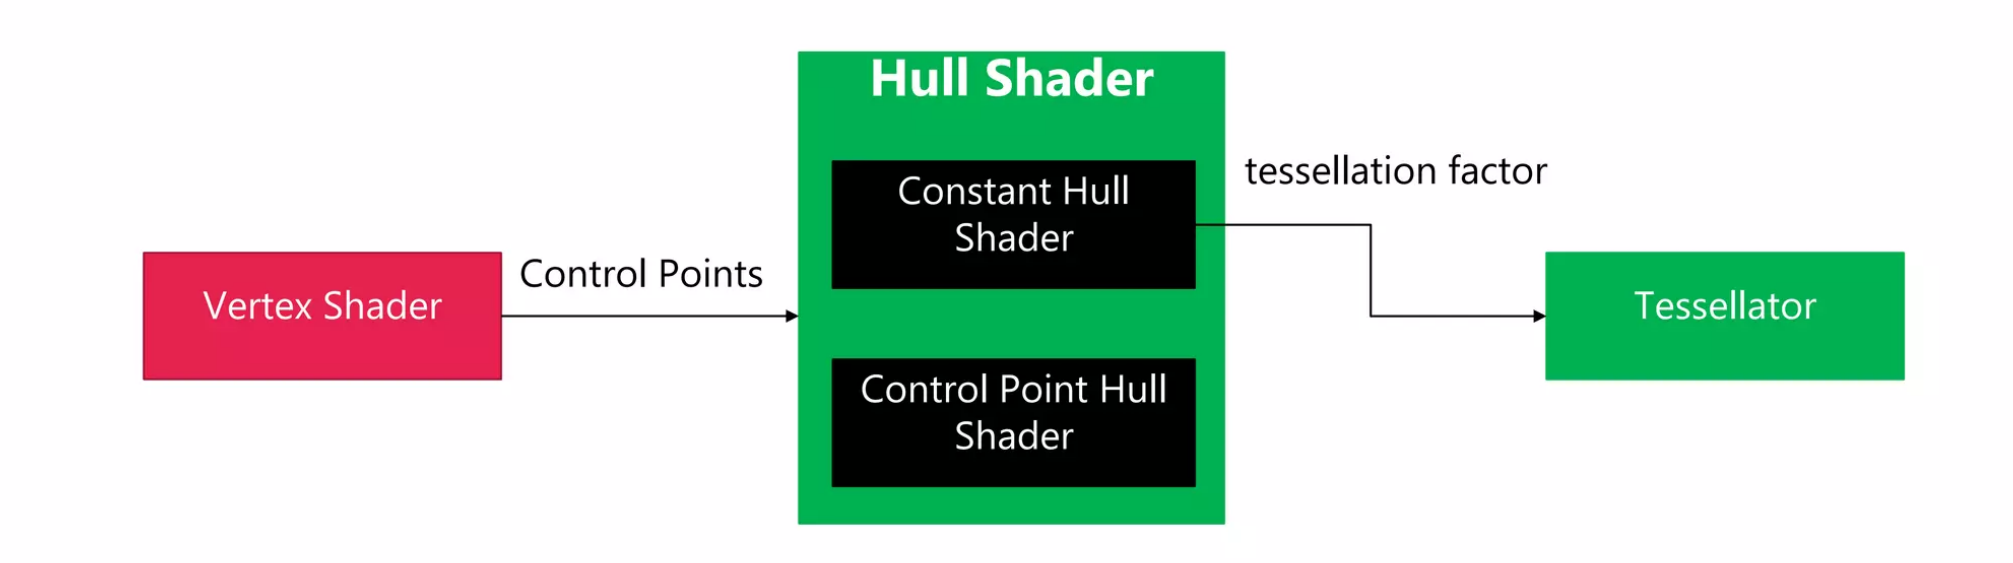 Hull Shader
Constant Hull
Shader
tessellation factor
Vertex Shader
Control Points
Tessellator
Control Point Hull
Shader